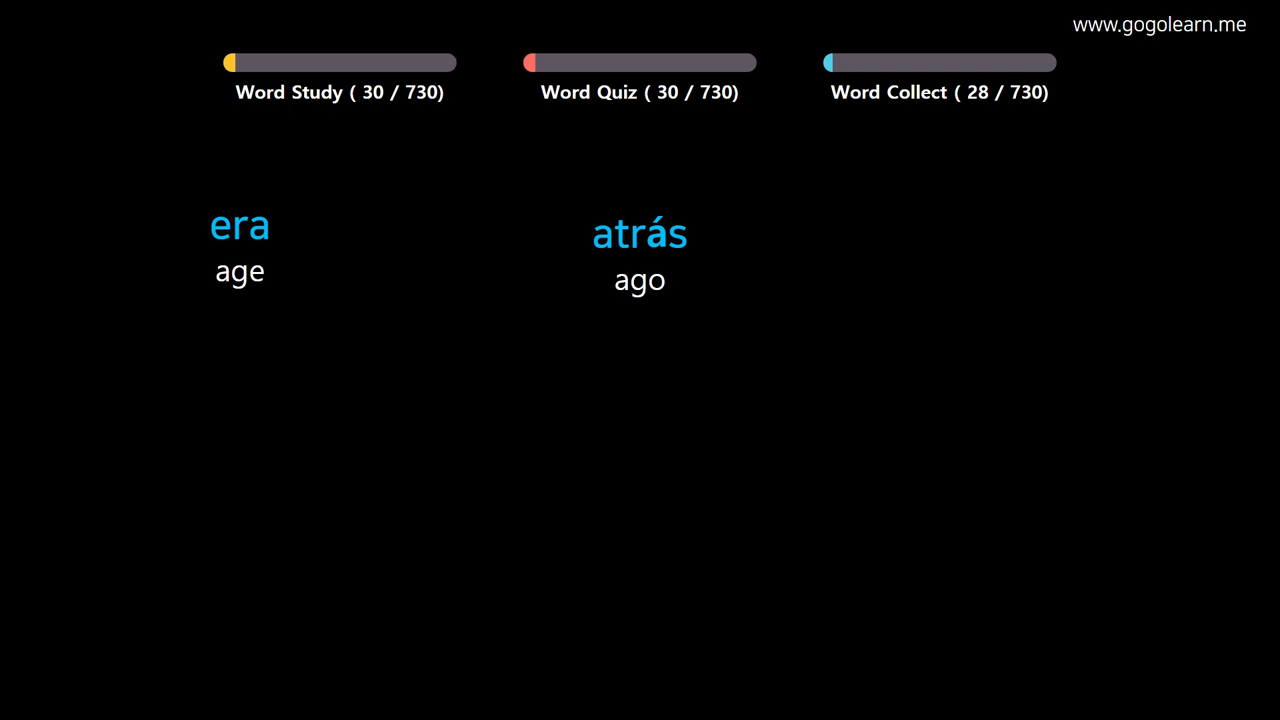 www.gogolearn.me
Word Study ( 30 / 730)
Word Quiz ( 30 / 730)
Word Collect ( 28 / 730)
era
age
atrás
ago